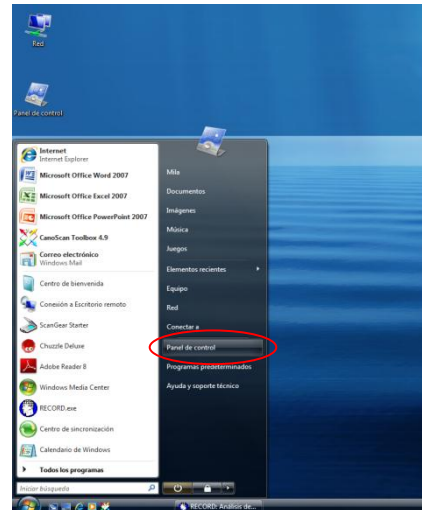 Red
Panel de control
Internet
Internet Explorer
Microsoft Office Word 2007
Microsoft Office Excel 2007
Microsoft Office PowerPoint 2007
CanoScan Toolbox 4.9
Correo electrónico
Windows Mail
Centro de bienvenida
Conexión a Escritorio remoto
ScanGear Starter
Chuzzle Deluxe
Adobe Reader 8
Windows Media Center
RECORD.exe
Centro de sincronización
Calendario de Windows
Todos los programas
Iniciar búsqueda
Mila
Documentos
Imágenes
Música
Juegos
Elementos recientes
Equipo
Red
Conectar a
Panel de control
Programas predeterminados
Ayuda y soporte técnico
RECORD: Análisis de...